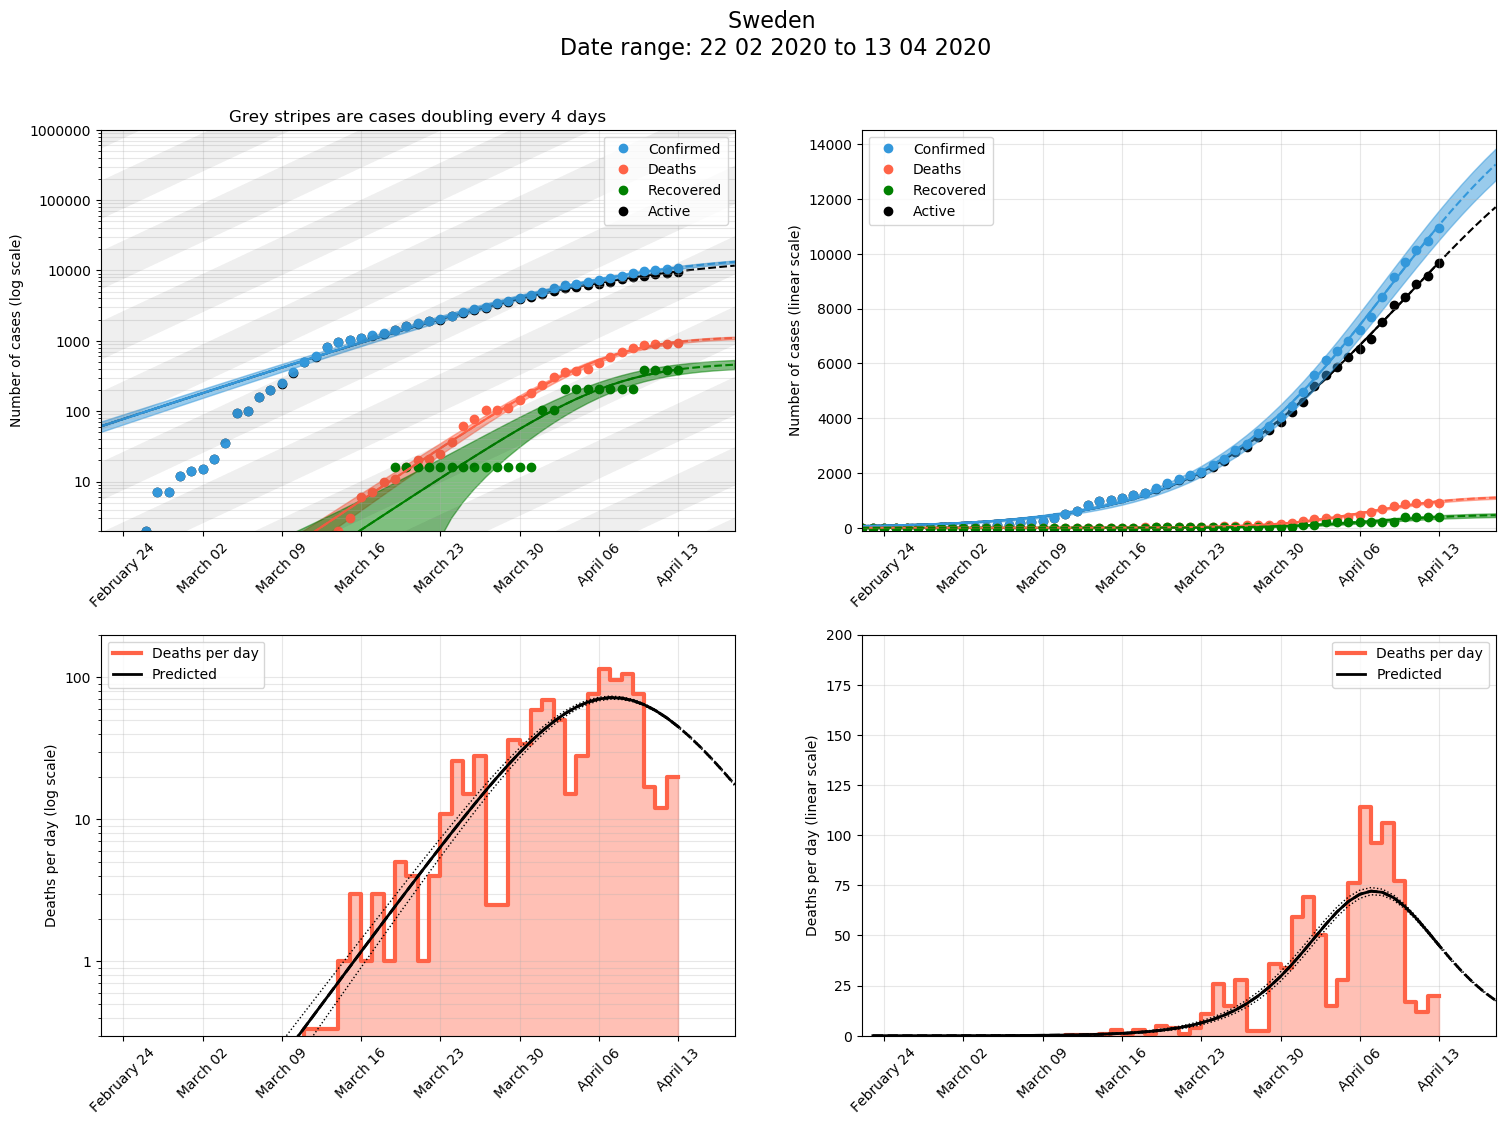 Sweden
Date range: 22 02 2020 to 13 04 2020
Grey stripes are cases doubling every 4 days
Number of cases (log scale)
1000000
100000
10000
1000
100
10
Confirmed
Deaths
Recovered
Active
February 24
March 02
March 09
March 16
March 23
March 30
April 06
April 13
Number of cases (linear scale)
14000
12000
10000
8000
6000
4000
2000
0
Confirmed
Deaths
Recovered
Active
February 24
March 02
March 09
March 16
March 23
March 30
April 06
April 13
Deaths per day (log scale)
100
10
1
Deaths per day
Predicted
February 24
March 02
March 09
March 16
March 23
March 30
April 06
April 13
Deaths per day (linear scale)
200
175
150
125
100
75
50
25
0
Deaths per day
Predicted
February 24
March 02
March 09
March 16
March 23
March 30
April 06
April 13